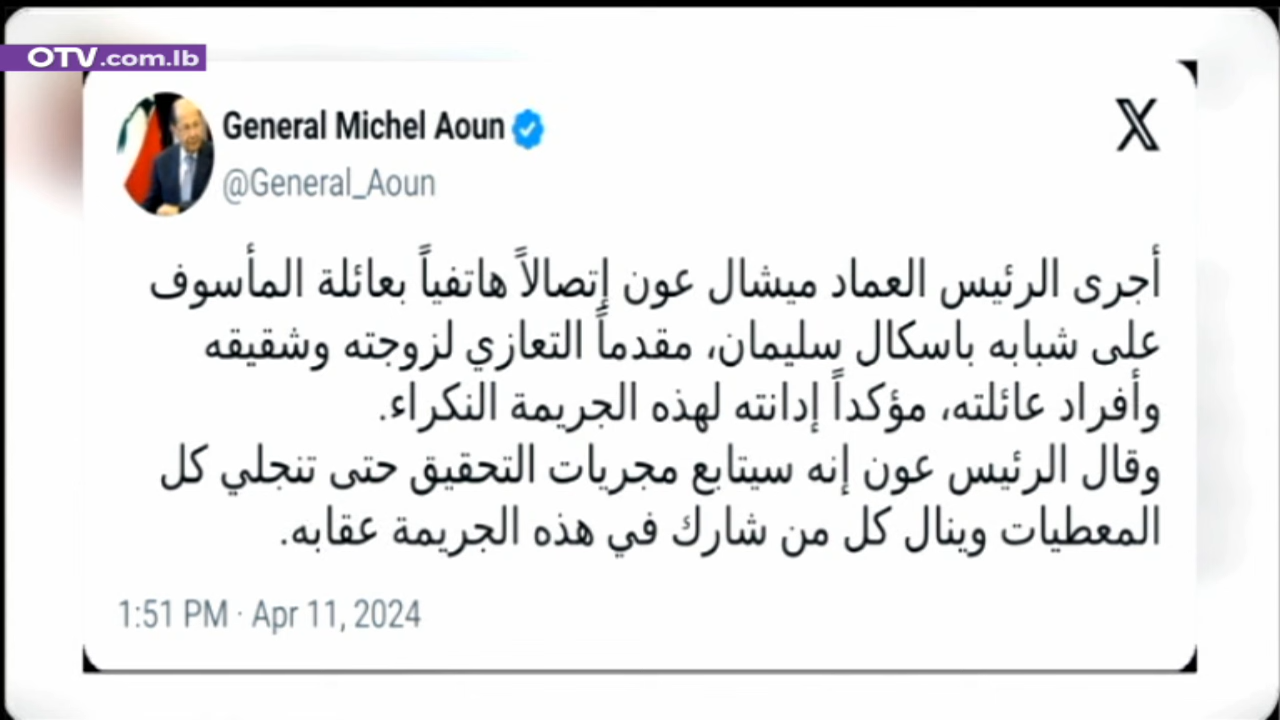 OTV.com.lb
General Michel Aoun
X
@General_Aoun
أجرى الرئيس العماد ميشال عون إتصالاً هاتفياً بعائلة المأسوف
على شبابه باسكال سليمان، مقدماً التعازي لزوجته وشقيقه
وأفراد عائلته، مؤكداً إدانته لهذه الجريمة النكراء.
وقال الرئيس عون إنه سيتابع مجريات التحقيق حتى تنجلي كل
المعطيات وينال كل من شارك في هذه الجريمة عقابه.
1:51 PM · Apr 11, 2024